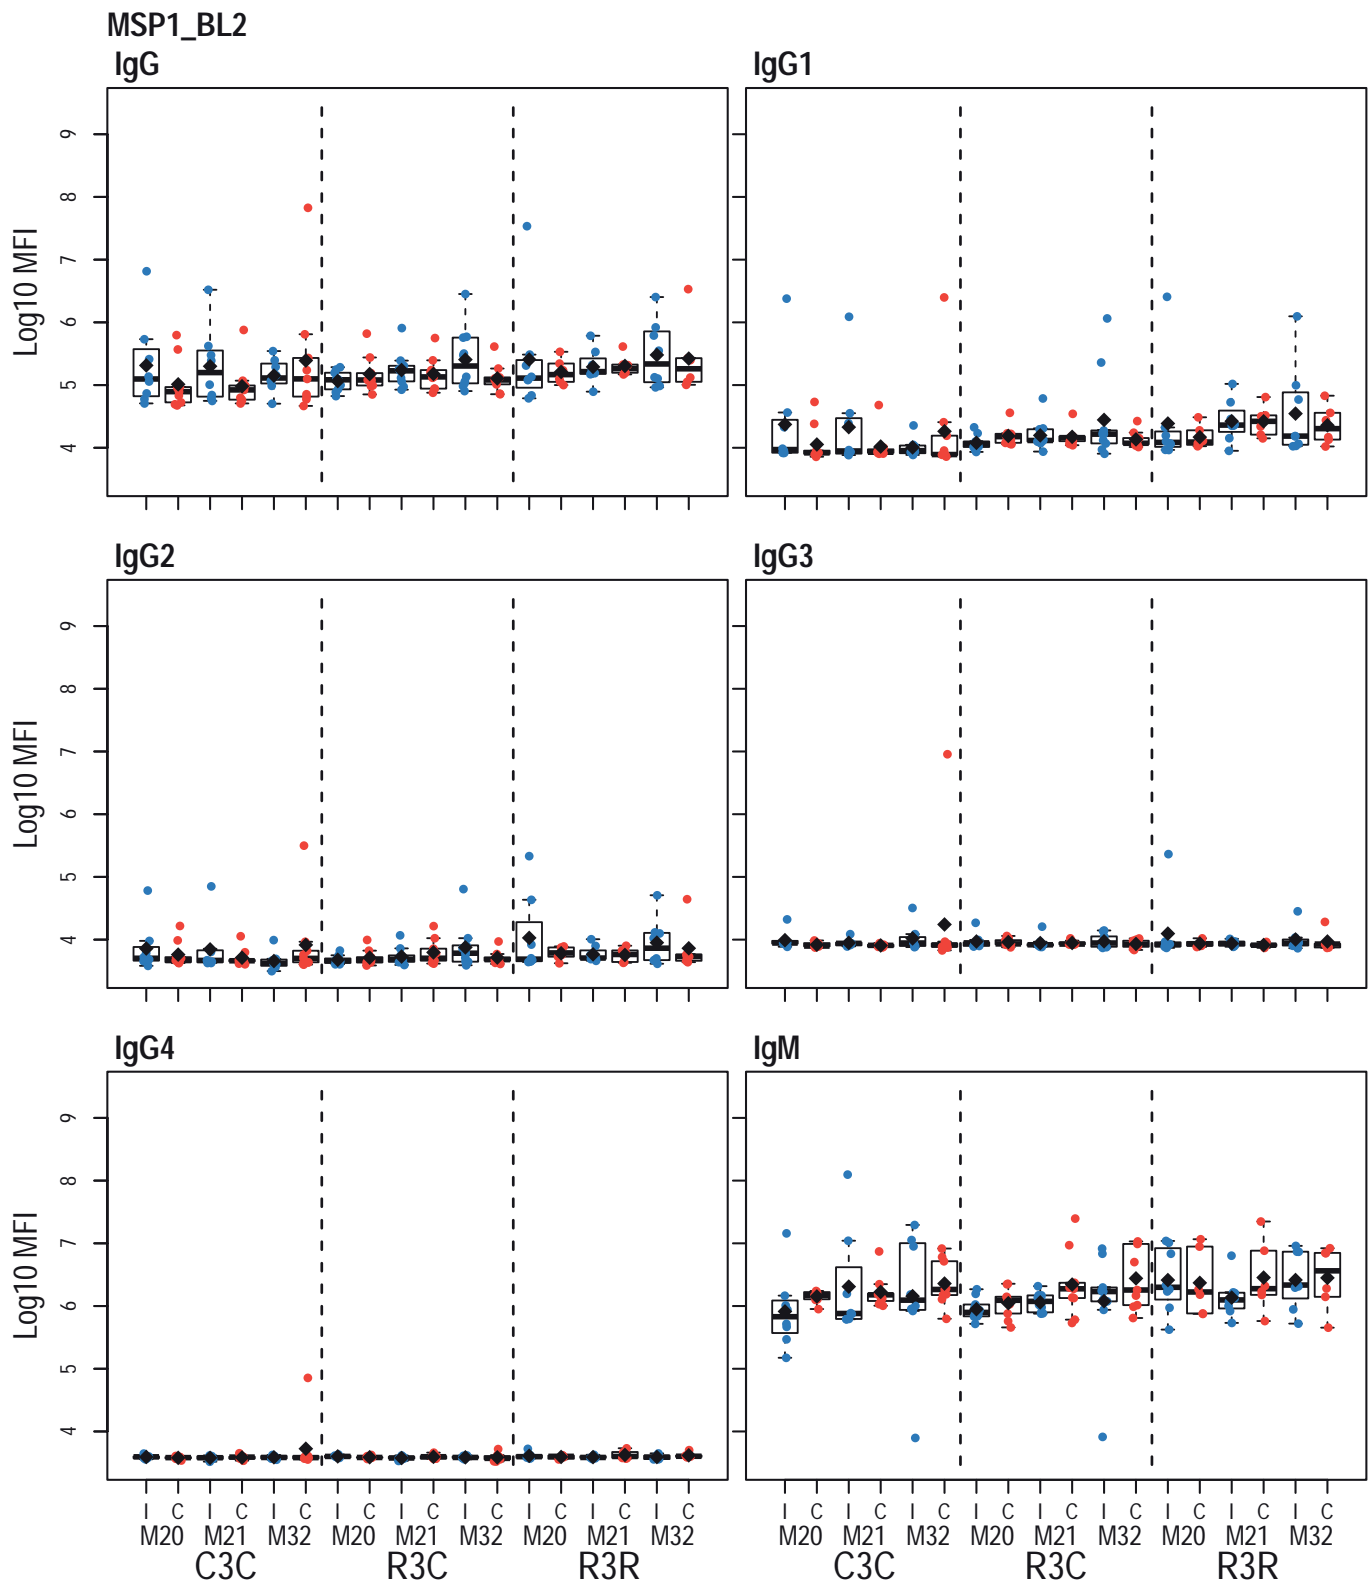 MSP1_BL2
IgG
IgG1
Log10 MFI
9
8
7
6
5
4
IgG2
IgG3
Log10 MFI
9
8
7
6
5
4
IgG4
IgM
Log10 MFI
9
8
7
6
5
4
I C I C I C I C I C I C I C I C I C
M20 M21 M32 M20 M21 M32 M20 M21 M32
C3C R3C R3R
I C I C I C I C I C I C I C I C I C
M20 M21 M32 M20 M21 M32 M20 M21 M32
C3C R3C R3R